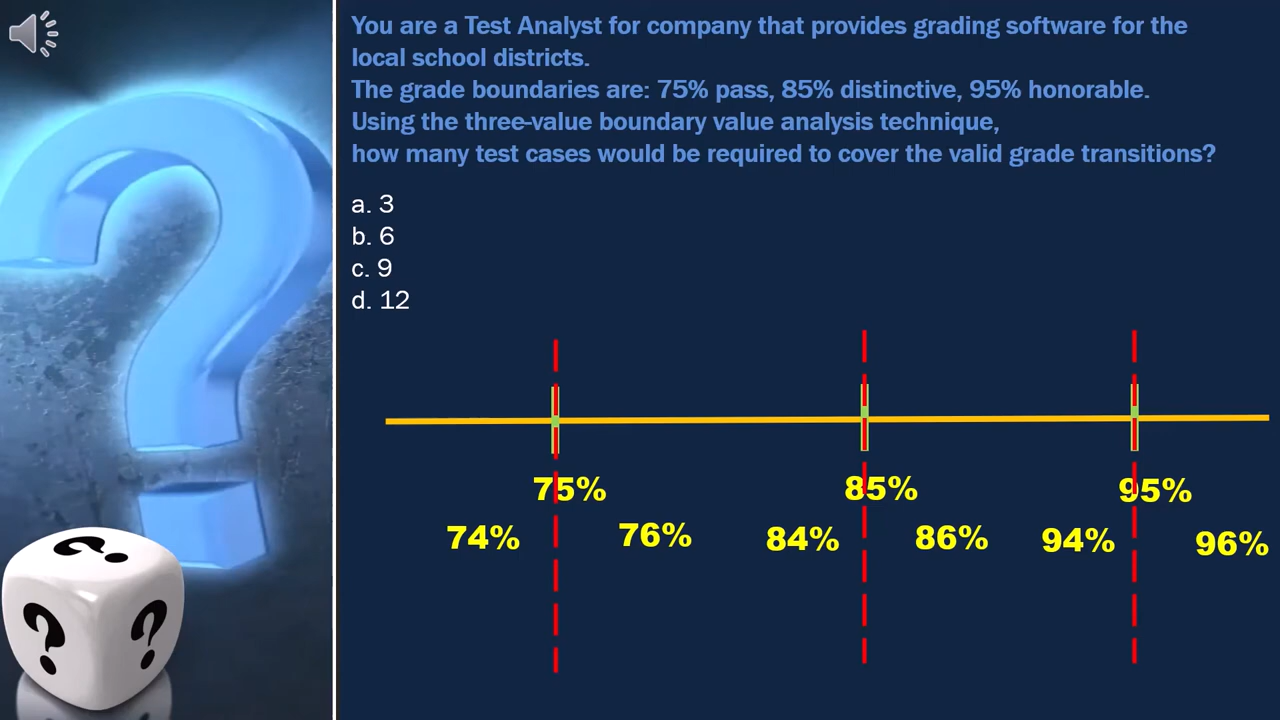 You are a Test Analyst for company that provides grading software for the
local school districts.
The grade boundaries are: 75% pass, 85% distinctive, 95% honorable.
Using the three-value boundary value analysis technique,
how many test cases would be required to cover the valid grade transitions?
a. 3
b. 6
c. 9
d. 12
75% 85% 95%
74% 76% 84% 86% 94% 96%
? ? ?